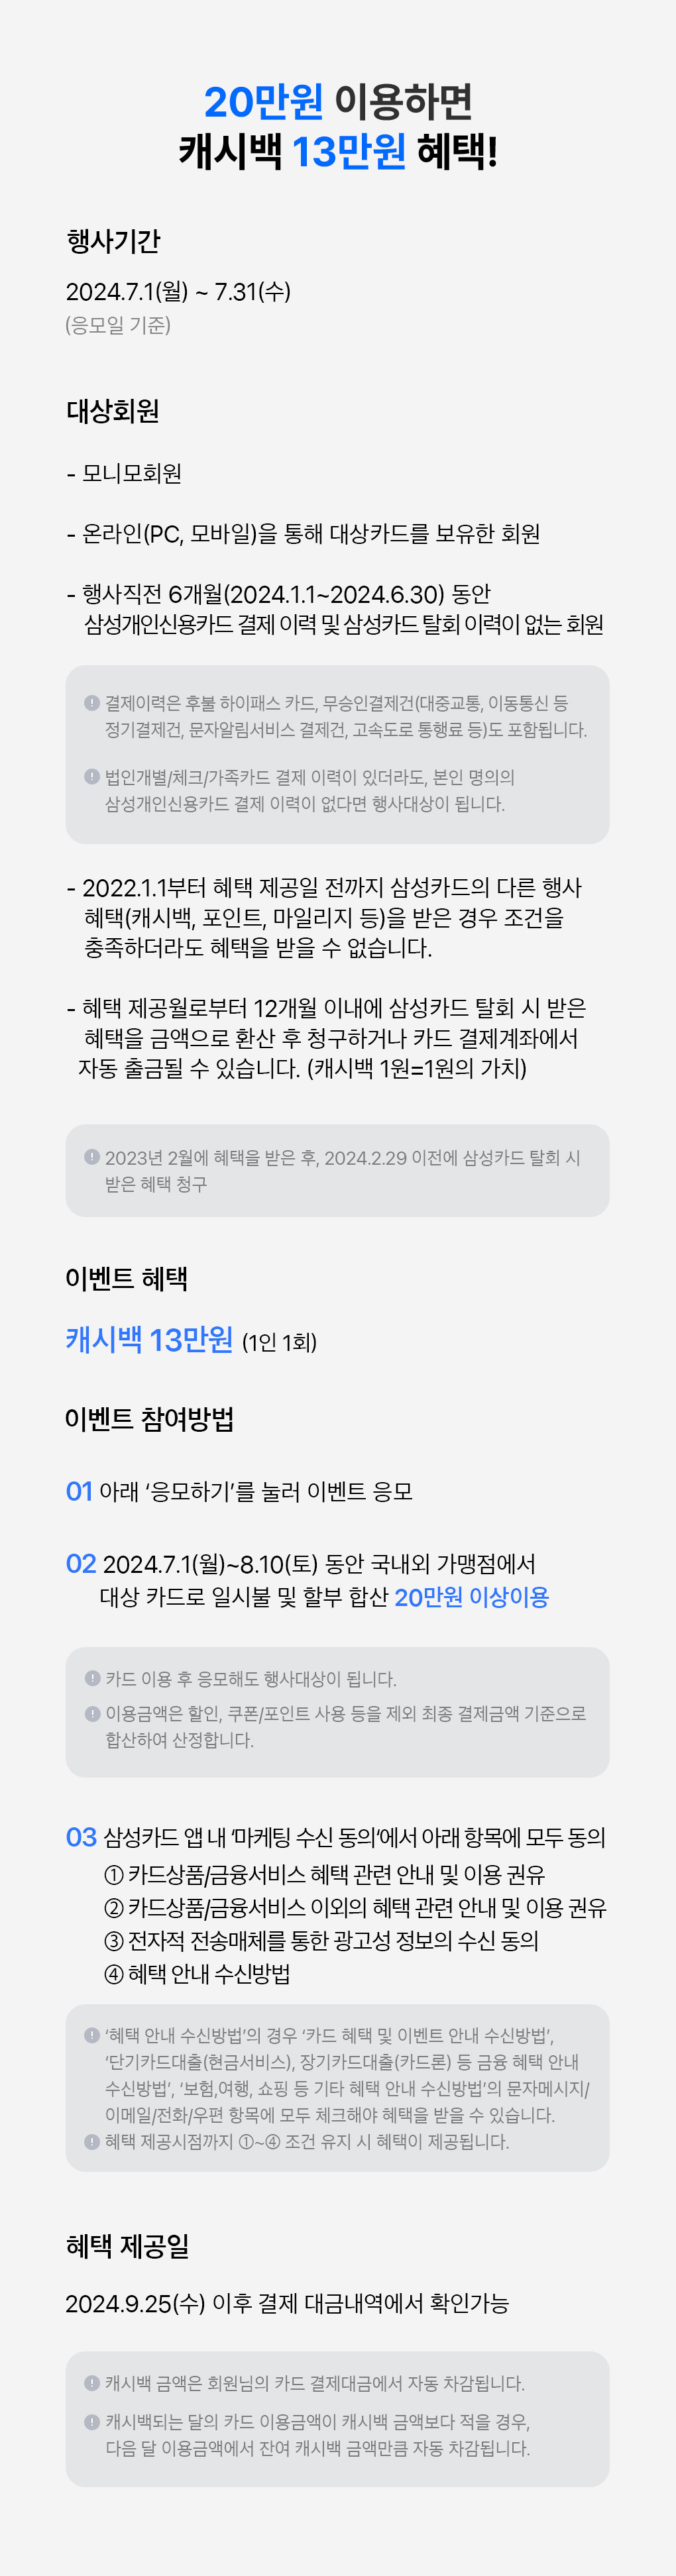 20만원 이용하면
캐시백 13만원 혜택!
행사기간
2024.7.1(월) ~ 7.31(수)
(응모일 기준)
대상회원
- 모니모회원
- 온라인(PC, 모바일)을 통해 대상카드를 보유한 회원
- 행사직전 6개월(2024.1.1~2024.6.30) 동안
삼성개인신용카드 결제 이력 및 삼성카드 탈회 이력이 없는 회원
결제이력은 후불 하이패스 카드, 무승인결제건(대중교통, 이동통신 등
정기결제건, 문자알림서비스 결제건, 고속도로 통행료 등)도 포함됩니다.
법인개별/체크/가족카드 결제 이력이 있더라도, 본인 명의의
삼성개인신용카드 결제 이력이 없다면 행사대상이 됩니다.
- 2022.1.1부터 혜택 제공일 전까지 삼성카드의 다른 행사
혜택(캐시백, 포인트, 마일리지 등)을 받은 경우 조건을
충족하더라도 혜택을 받을 수 없습니다.
- 혜택 제공월로부터 12개월 이내에 삼성카드 탈회 시 받은
혜택을 금액으로 환산 후 청구하거나 카드 결제계좌에서
자동 출금될 수 있습니다. (캐시백 1원=1원의 가치)
2023년 2월에 혜택을 받은 후, 2024.2.29 이전에 삼성카드 탈회 시
받은 혜택 청구
이벤트 혜택
캐시백 13만원 (1인 1회)
이벤트 참여방법
01 아래 ‘응모하기’를 눌러 이벤트 응모
02 2024.7.1(월)~8.10(토) 동안 국내외 가맹점에서
대상 카드로 일시불 및 할부 합산 20만원 이상이용
카드 이용 후 응모해도 행사대상이 됩니다.
이용금액은 할인, 쿠폰/포인트 사용 등을 제외 최종 결제금액 기준으로
합산하여 산정합니다.
03 삼성카드 앱 내 ‘마케팅 수신 동의‘에서 아래 항목에 모두 동의
① 카드상품/금융서비스 혜택 관련 안내 및 이용 권유
② 카드상품/금융서비스 이외의 혜택 관련 안내 및 이용 권유
③ 전자적 전송매체를 통한 광고성 정보의 수신 동의
④ 혜택 안내 수신방법
‘혜택 안내 수신방법’의 경우 ‘카드 혜택 및 이벤트 안내 수신방법’,
‘단기카드대출(현금서비스), 장기카드대출(카드론) 등 금융 혜택 안내
수신방법’, ‘보험,여행, 쇼핑 등 기타 혜택 안내 수신방법’의 문자메시지/
이메일/전화/우편 항목에 모두 체크해야 혜택을 받을 수 있습니다.
혜택 제공시점까지 ①~④ 조건 유지 시 혜택이 제공됩니다.
혜택 제공일
2024.9.25(수) 이후 결제 대금내역에서 확인가능
캐시백 금액은 회원님의 카드 결제대금에서 자동 차감됩니다.
캐시백되는 달의 카드 이용금액이 캐시백 금액보다 적을 경우,
다음 달 이용금액에서 잔여 캐시백 금액만큼 자동 차감됩니다.